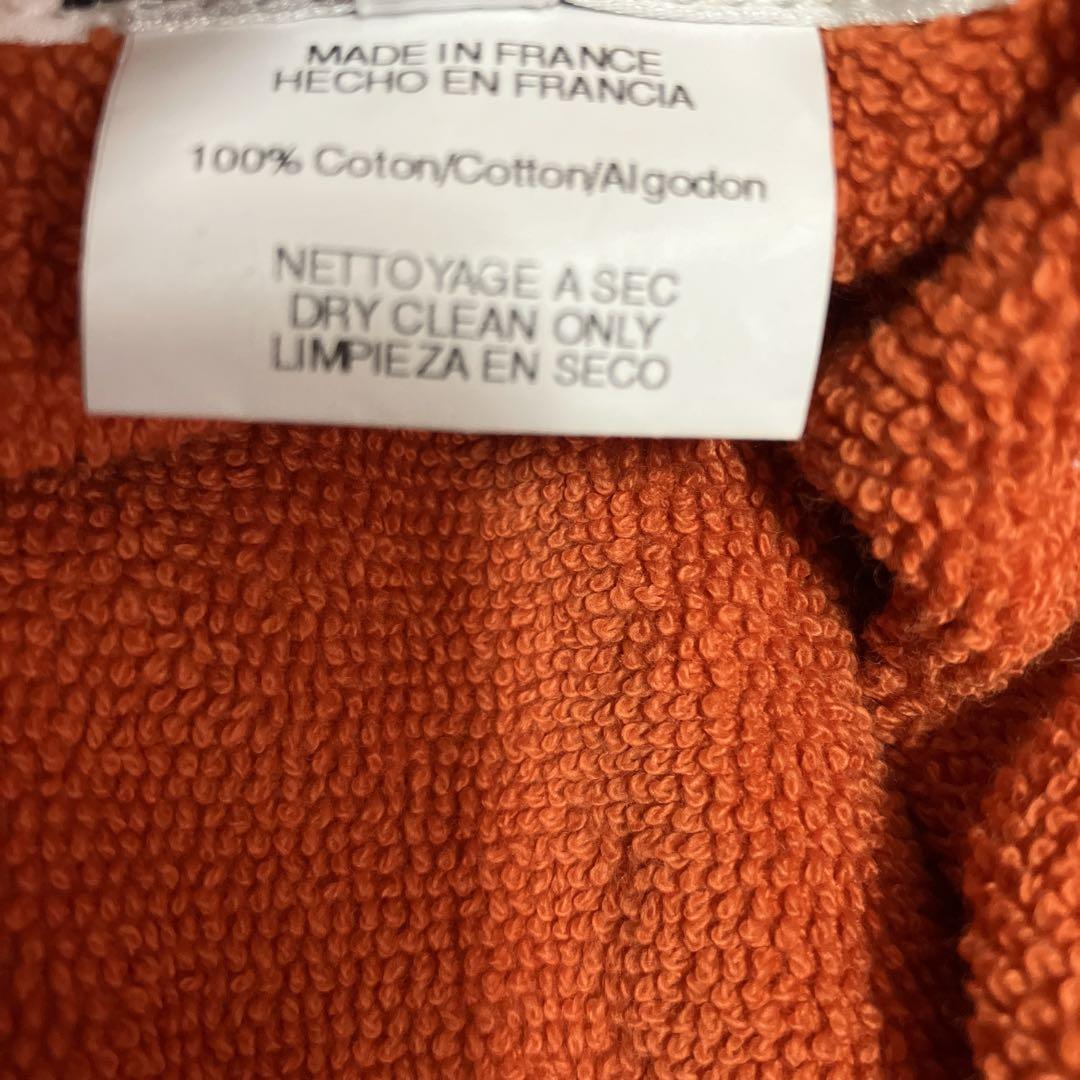 MADE IN FRANCE
HECHO EN FRANCIA
100% Coton/Cotton/Algodon
NETTOYAGE A SEC
DRY CLEAN ONLY
LIMPIEZA EN SECO